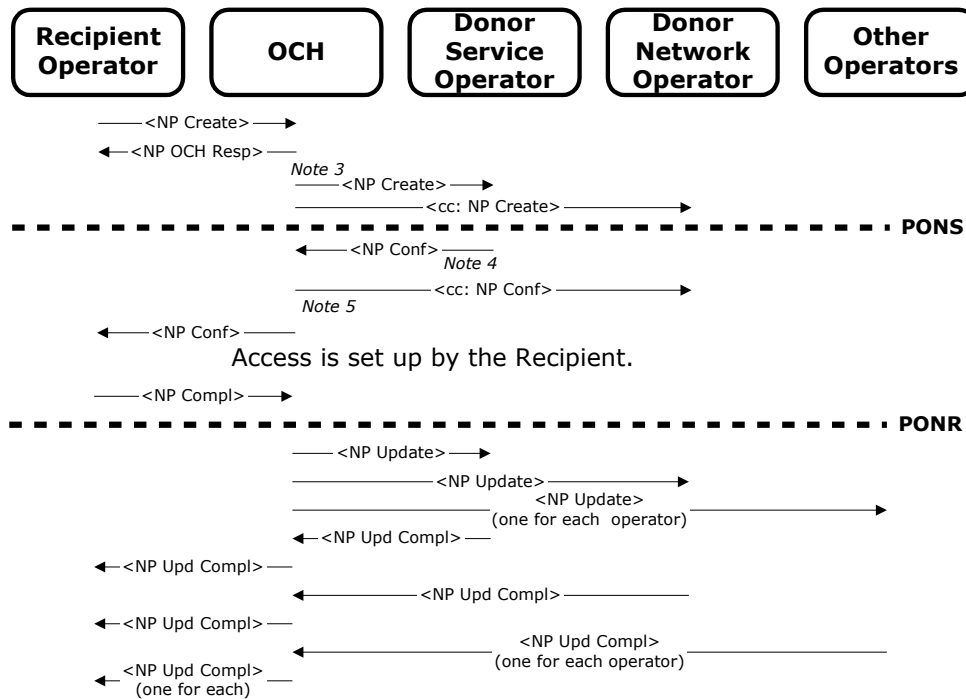 Recipient Operator
OCH
Donor Service Operator
Donor Network Operator
Other Operators
<NP Create>
<NP OCH Resp>
Note 3
<NP Create>
<cc: NP Create>
PONS
<NP Conf>
Note 4
<cc: NP Conf>
Note 5
<NP Conf>
Access is set up by the Recipient.
<NP Compl>
PONR
<NP Update>
<NP Update>
<NP Update>
(one for each operator)
<NP Upd Compl>
<NP Upd Compl>
<NP Upd Compl>
<NP Upd Compl>
<NP Upd Compl>
(one for each operator)
<NP Upd Compl>
(one for each)